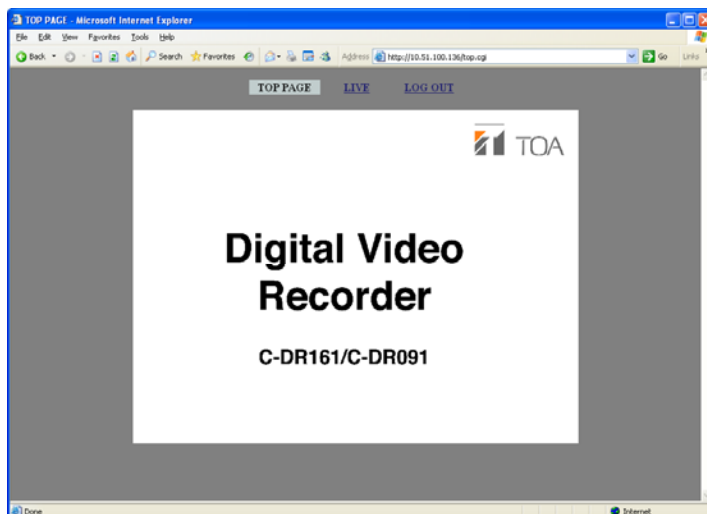 TOP PAGE - Microsoft Internet Explorer
File Edit View Favorites Tools Help
Back Search Favorites Address http://10.51.100.136/top.cgi Go Links
TOP PAGE LIVE LOG OUT
TOA
Digital Video
Recorder
C-DR161/C-DR091
Done Internet